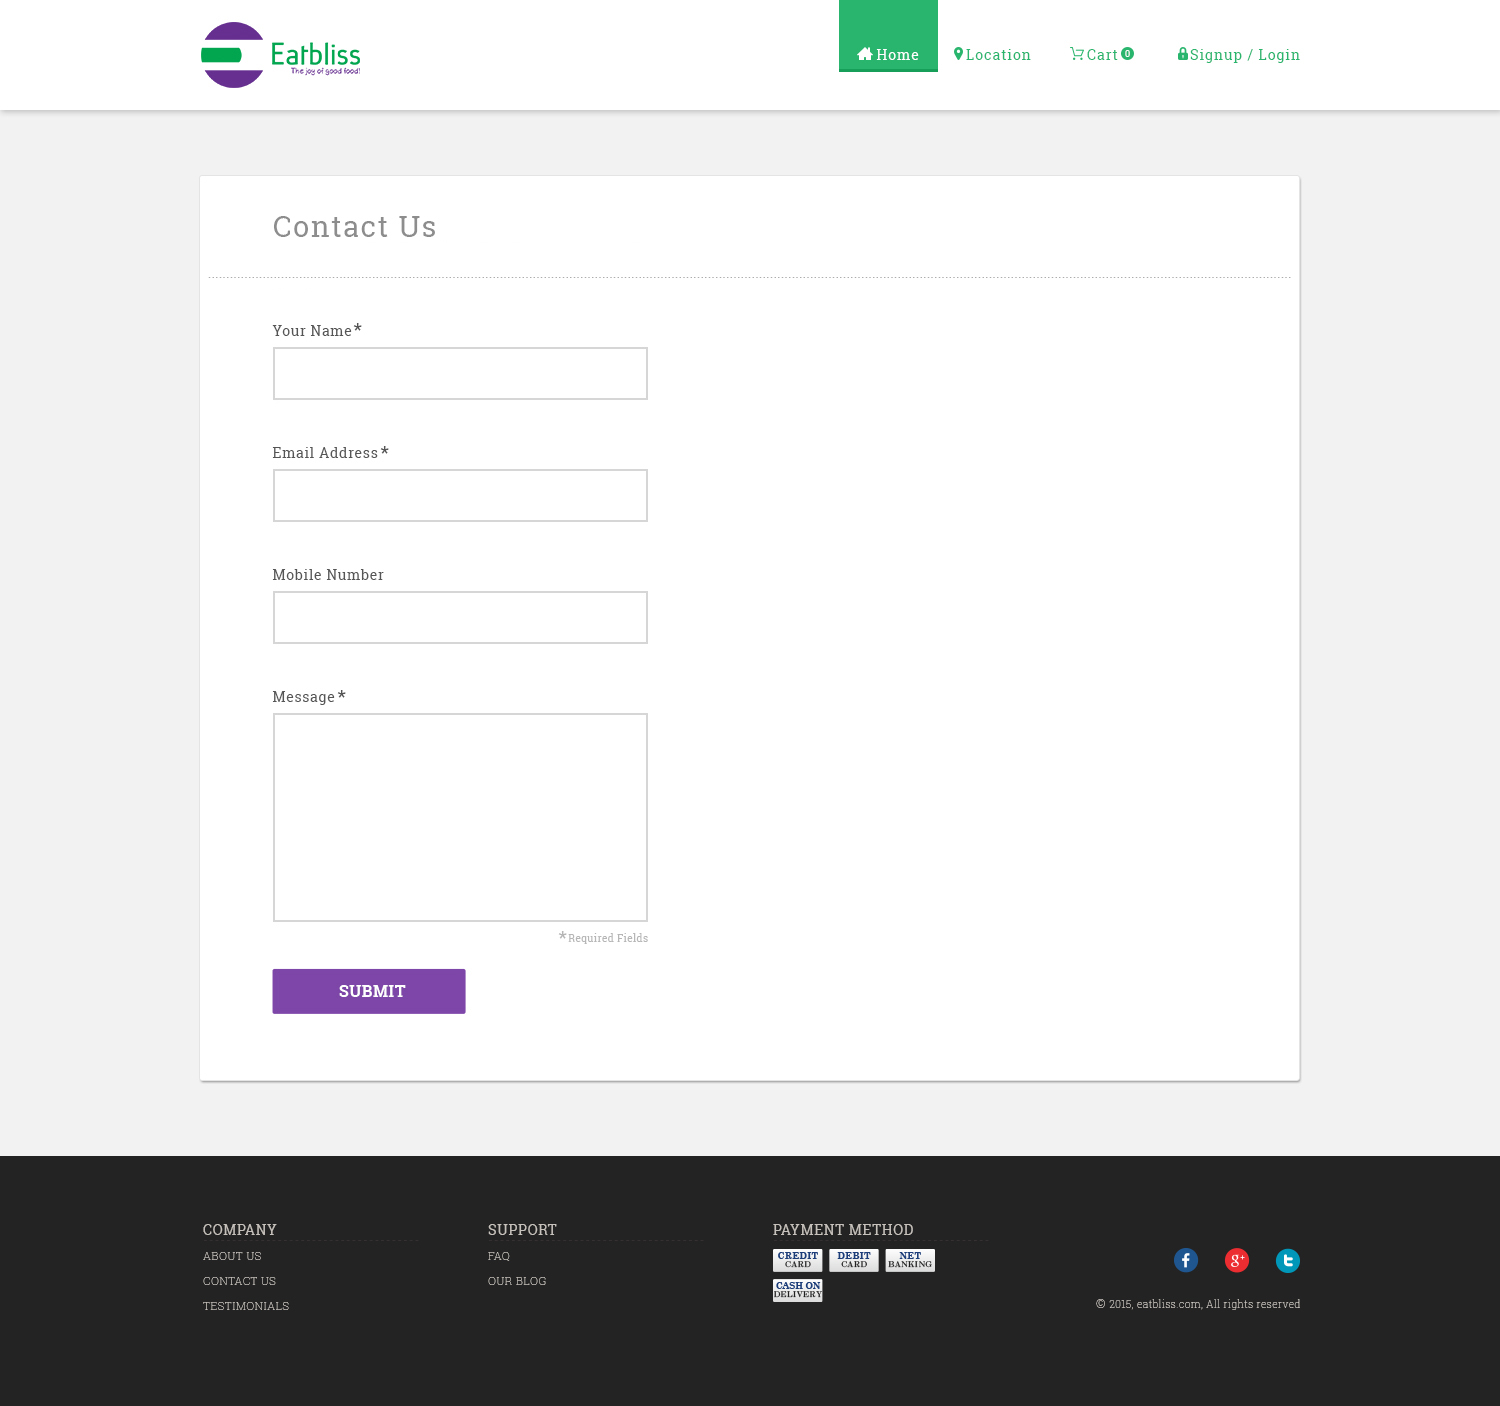 Eatbliss
The joy of good food!
Home
Location
Cart 0
Signup / Login
Contact Us
Your Name*
Email Address*
Mobile Number
Message*
*Required Fields
SUBMIT
COMPANY
ABOUT US
CONTACT US
TESTIMONIALS
SUPPORT
FAQ
OUR BLOG
PAYMENT METHOD
CREDIT
CARD
DEBIT
CARD
NET
BANKING
CASH ON
DELIVERY
f
g+
t
© 2015, eatbliss.com, All rights reserved